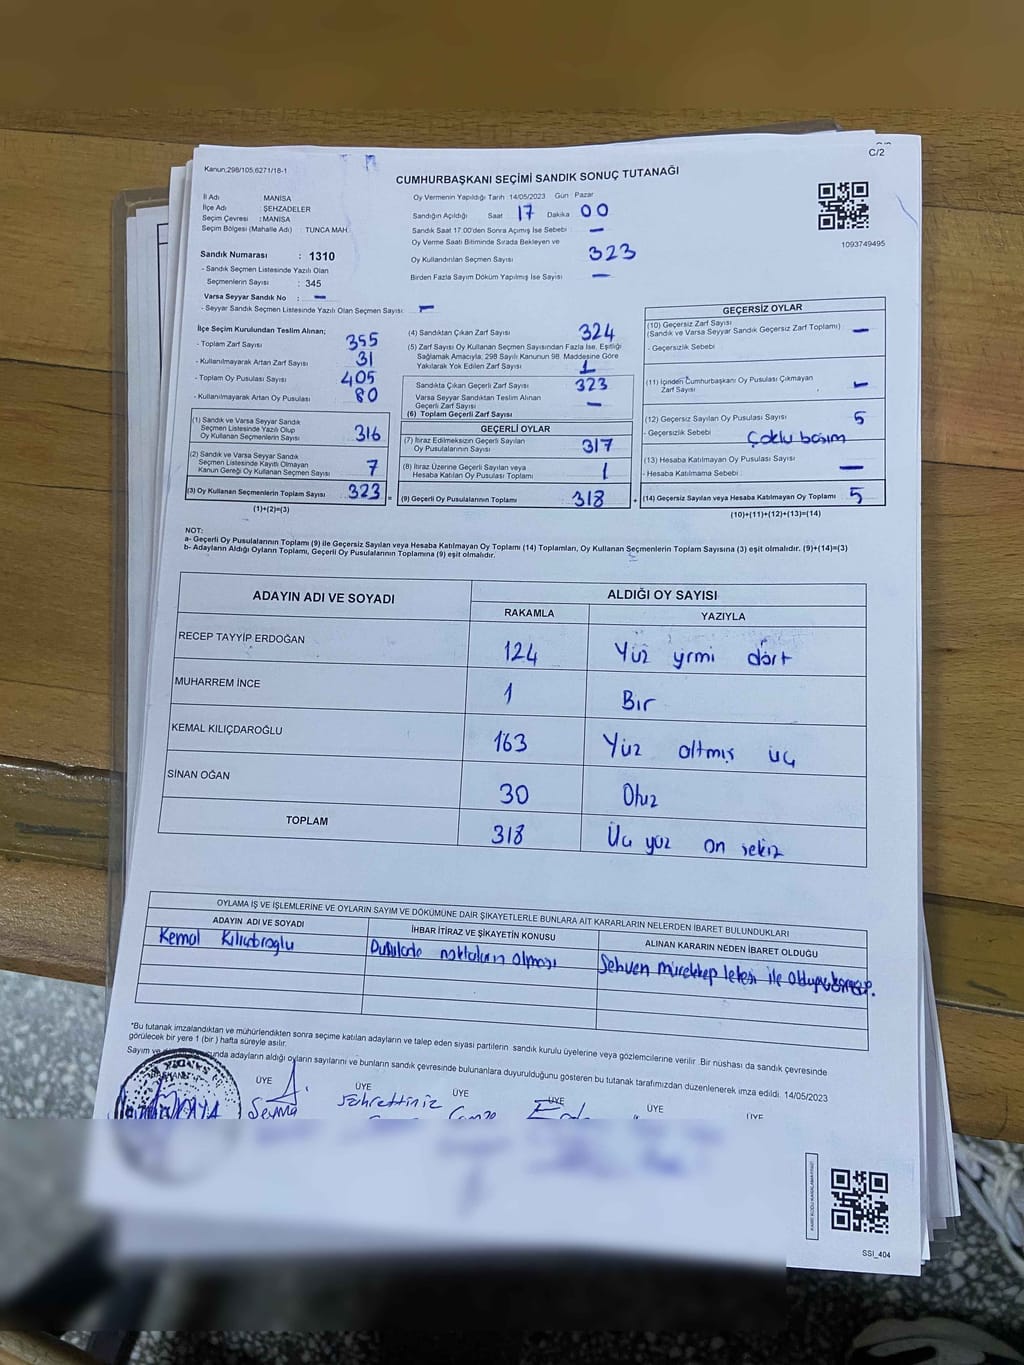 C/2
Kanun:298/105,6271/18-1
CUMHURBAŞKANI SEÇİMİ SANDIK SONUÇ TUTANAĞI
1093749495
İl Adı : MANİSA
İlçe Adı : ŞEHZADELER
Seçim Çevresi : MANİSA
Seçim Bölgesi (Mahalle Adı) : TUNCA MAH.
Oy Vermenin Yapıldığı Tarih 14/05/2023 Gün: Pazar
Sandığın Açıldığı Saat 17 Dakika 00
Sandık Saat 17:00'den Sonra Açılmış İse Sebebi –
Oy Verme Saati Bitiminde Sırada Bekleyen ve
Oy Kullandırılan Seçmen Sayısı 323
Birden Fazla Sayım Döküm Yapılmış İse Sayısı –
Sandık Numarası : 1310
- Sandık Seçmen Listesinde Yazılı Olan
Seçmenlerin Sayısı : 345
Varsa Seyyar Sandık No : –
- Seyyar Sandık Seçmen Listesinde Yazılı Olan Seçmen Sayısı: –
İlçe Seçim Kurulundan Teslim Alınan;
- Toplam Zarf Sayısı 355
- Kullanılmayarak Artan Zarf Sayısı 31
- Toplam Oy Pusulası Sayısı 405
- Kullanılmayarak Artan Oy Pusulası 80
(1) Sandık ve Varsa Seyyar Sandık
Seçmen Listesinde Yazılı Olup
Oy Kullanan Seçmenlerin Sayısı 316
(2) Sandık ve Varsa Seyyar Sandık
Seçmen Listesinde Kayıtlı Olmayan
Kanun Gereği Oy Kullanan Seçmen Sayısı 7
(3) Oy Kullanan Seçmenlerin Toplam Sayısı 323 =
(1)+(2)=(3)
(4) Sandıktan Çıkan Zarf Sayısı 324
(5) Zarf Sayısı Oy Kullanan Seçmen Sayısından Fazla İse, Eşitliği
Sağlamak Amacıyla; 298 Sayılı Kanunun 98. Maddesine Göre
Yakılarak Yok Edilen Zarf Sayısı 1
Sandıkta Çıkan Geçerli Zarf Sayısı 323
Varsa Seyyar Sandıktan Teslim Alınan
Geçerli Zarf Sayısı –
(6) Toplam Geçerli Zarf Sayısı
GEÇERLİ OYLAR
(7) İtiraz Edilmeksizin Geçerli Sayılan
Oy Pusulalarının Sayısı 317
(8) İtiraz Üzerine Geçerli Sayılan veya
Hesaba Katılan Oy Pusulası Toplamı 1
(9) Geçerli Oy Pusulalarının Toplamı 318 +
GEÇERSİZ OYLAR
(10) Geçersiz Zarf Sayısı
(Sandık ve Varsa Seyyar Sandık Geçersiz Zarf Toplamı) –
- Geçersizlik Sebebi
(11) İçinden Cumhurbaşkanı Oy Pusulası Çıkmayan
Zarf Sayısı –
(12) Geçersiz Sayılan Oy Pusulası Sayısı 5
- Geçersizlik Sebebi Çoklu basım
(13) Hesaba Katılmayan Oy Pusulası Sayısı
- Hesaba Katılmama Sebebi –
(14) Geçersiz Sayılan veya Hesaba Katılmayan Oy Toplamı 5
(10)+(11)+(12)+(13)=(14)
NOT:
a- Geçerli Oy Pusulalarının Toplamı (9) ile Geçersiz Sayılan veya Hesaba Katılmayan Oy Toplamı (14) Toplamları, Oy Kullanan Seçmenlerin Toplam Sayısına (3) eşit olmalıdır. (9)+(14)=(3)
b- Adayların Aldığı Oyların Toplamı, Geçerli Oy Pusulalarının Toplamına (9) eşit olmalıdır.
ADAYIN ADI VE SOYADI
ALDIĞI OY SAYISI
RAKAMLA YAZIYLA
RECEP TAYYİP ERDOĞAN 124 Yüz yirmi dört
MUHARREM İNCE 1 Bir
KEMAL KILIÇDAROĞLU 163 Yüz altmış üç
SİNAN OĞAN 30 Otuz
TOPLAM 318 Üç yüz on sekiz
OYLAMA İŞ VE İŞLEMLERİNE VE OYLARIN SAYIM VE DÖKÜMÜNE DAİR ŞİKAYETLERLE BUNLARA AİT KARARLARIN NELERDEN İBARET BULUNDUKLARI
ADAYIN ADI VE SOYADI İHBAR İTİRAZ VE ŞİKAYETİN KONUSU ALINAN KARARIN NEDEN İBARET OLDUĞU
Kemal Pusulada noktaların olması Sehven mürekkep lekesi ile
*Bu tutanak imzalandıktan ve mühürlendikten sonra seçime katılan adayların ve talep eden siyasi partilerin sandık kurulu üyelerine veya gözlemcilerine verilir. Bir nüshası da sandık çevresinde
görülecek bir yere 1 (bir) hafta süreyle asılır.
Sayım ve adayların aldığı oyların sayılarını ve bunların sandık çevresinde bulunanlara duyurulduğunu gösteren bu tutanak tarafımızdan düzenlenerek imza edildi. 14/05/2023
ÜYE ÜYE ÜYE ÜYE ÜYE ÜYE
SSİ_404